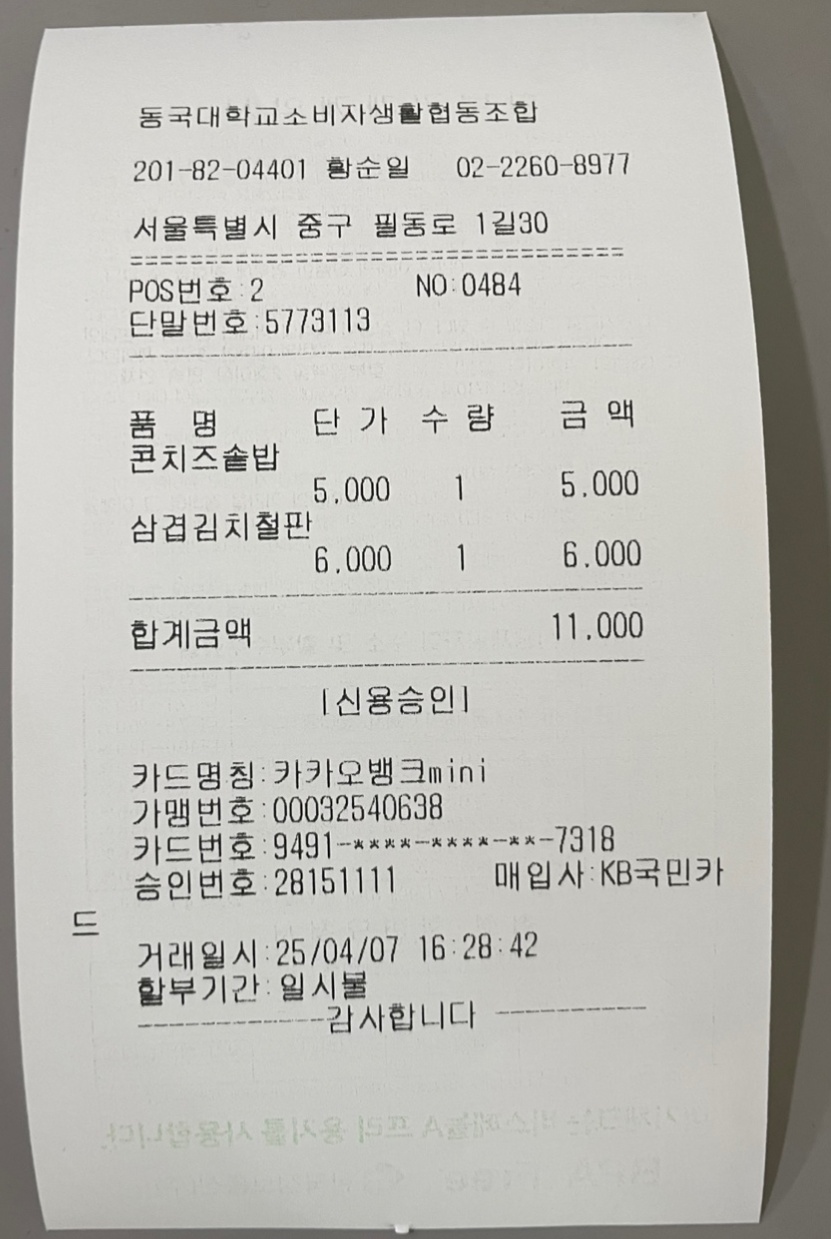 동국대학교소비자생활협동조합
201-82-04401 황순일 02-2260-8977
서울특별시 중구 필동로 1길30
================================
POS번호:2 NO:0484
단말번호:5773113
품 명 단 가 수 량 금 액
콘치즈솥밥
5,000 1 5,000
삼겹김치철판
6,000 1 6,000
합계금액 11,000
[신용승인]
카드명칭:카카오뱅크mini
가맹번호:00032540638
카드번호:9491-****-****-**-7318
승인번호:28151111 매입사:KB국민카
드
거래일시:25/04/07 16:28:42
할부기간:일시불
-------------감사합니다 -----------